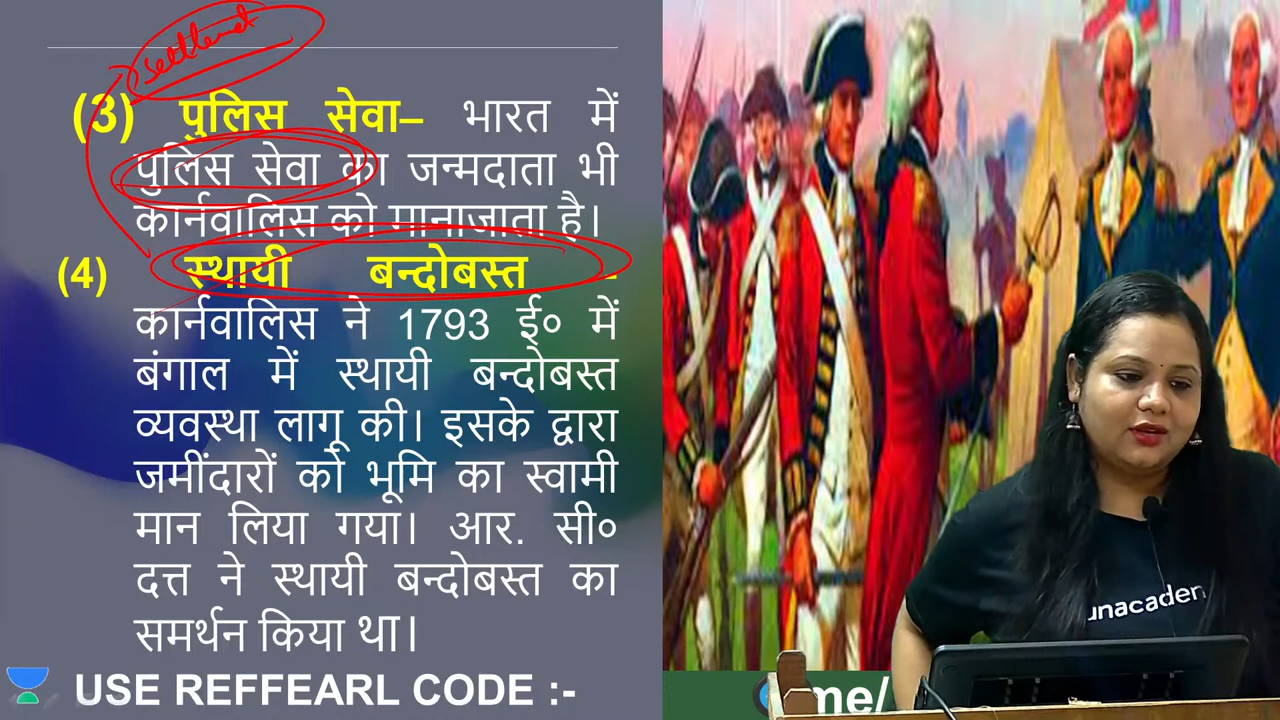 settlement
(3) पुलिस सेवा– भारत में
पुलिस सेवा का जन्मदाता भी
कार्नवालिस को मानाजाता है।
(4) स्थायी बन्दोबस्त –
कार्नवालिस ने 1793 ई० में
बंगाल में स्थायी बन्दोबस्त
व्यवस्था लागू की। इसके द्वारा
जमींदारों को भूमि का स्वामी
मान लिया गया। आर. सी०
दत्त ने स्थायी बन्दोबस्त का
समर्थन किया था।
USE REFFEARL CODE :-
unacaden
me/